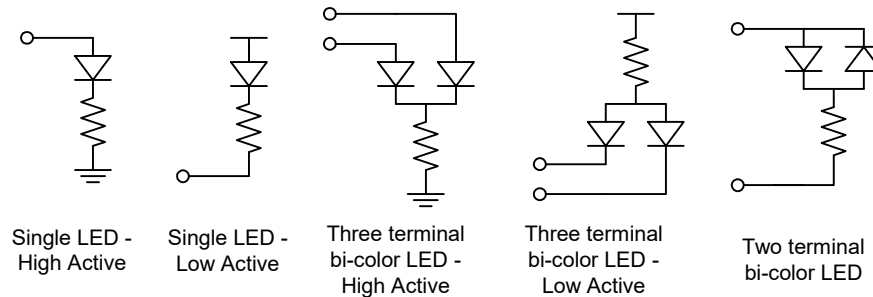 Single LED -
High Active
Single LED -
Low Active
Three terminal
bi-color LED -
High Active
Three terminal
bi-color LED -
Low Active
Two terminal
bi-color LED